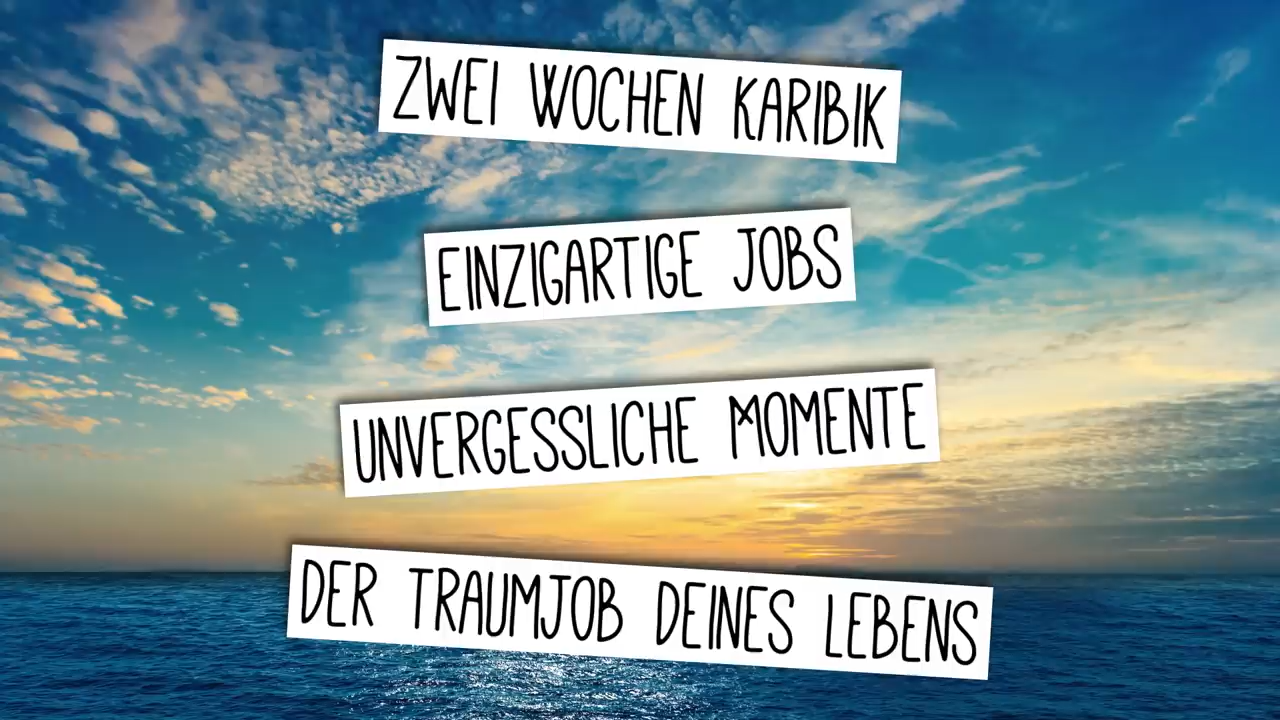 ZWEI WOCHEN KARIBIK
EINZIGARTIGE JOBS
UNVERGESSLICHE MOMENTE
DER TRAUMJOB DEINES LEBENS